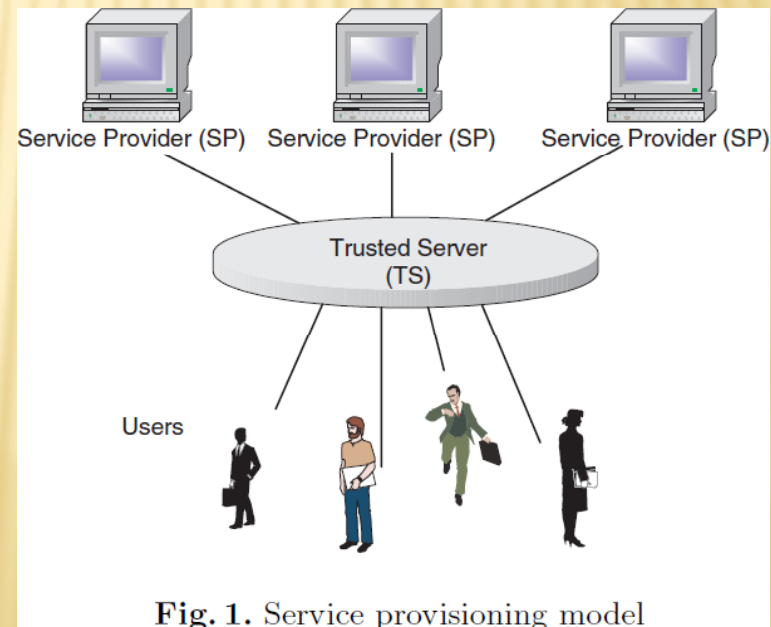 Service Provider (SP) Service Provider (SP) Service Provider (SP)
Trusted Server
(TS)
Users
Fig. 1. Service provisioning model